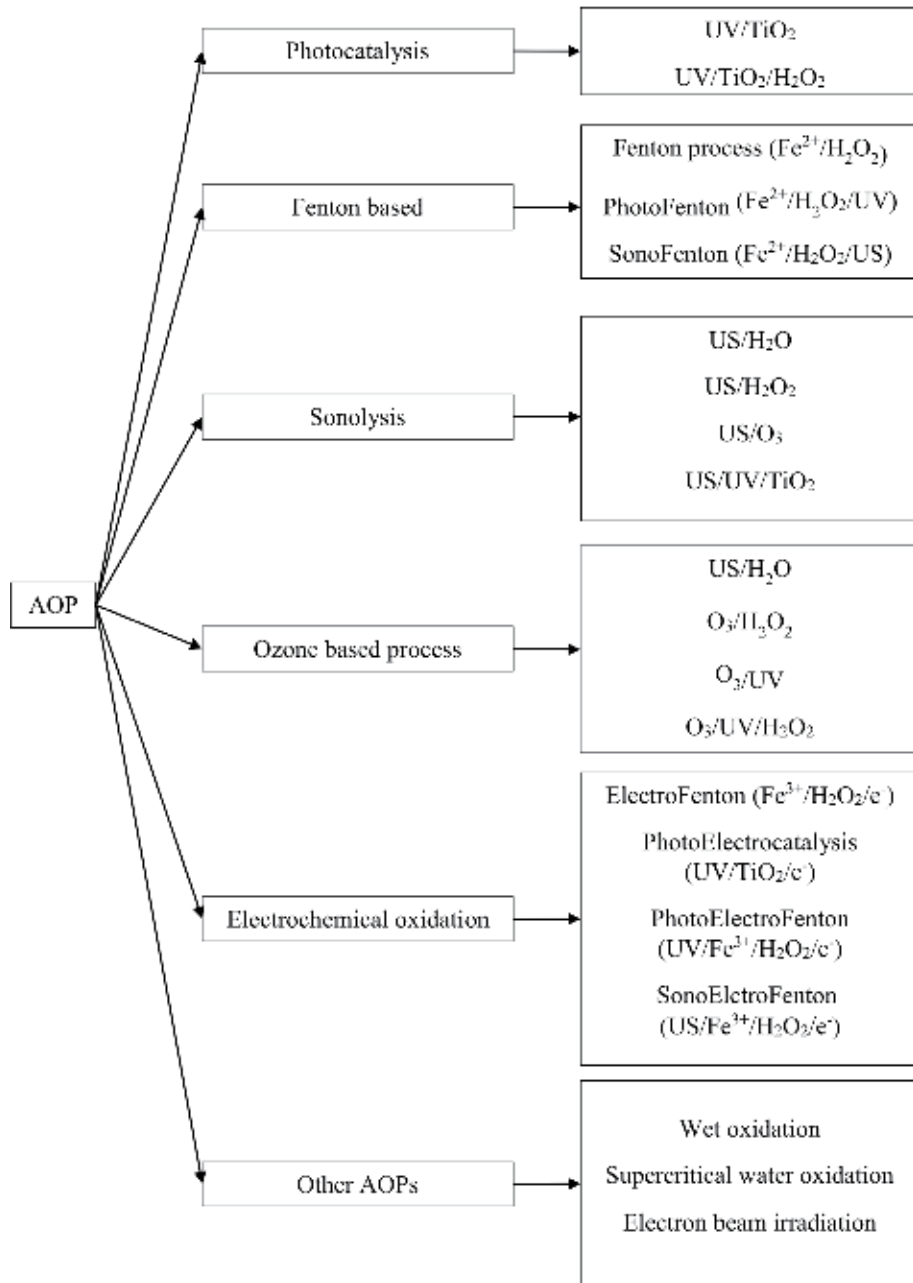 Photocatalysis
UV/TiO₂
UV/TiO₂/H₂O₂
Fenton based
Fenton process (Fe²⁺/H₂O₂)
PhotoFenton (Fe²⁺/H₃O₂/UV)
SonoFenton (Fe²⁺/H₂O₂/US)
Sonolysis
US/H₂O
US/H₂O₂
US/O₃
US/UV/TiO₂
AOP
Ozone based process
US/H₂O
O₃/H₃O₂
O₃/UV
O₃/UV/H₂O₂
Electrochemical oxidation
ElectroFenton (Fe³⁺/H₂O₂/e⁻)
PhotoElectrocatalysis
(UV/TiO₂/e⁻)
PhotoElectroFenton
(UV/Fe³⁺/H₂O₂/e⁻)
SonoElctroFenton
(US/Fe³⁺/H₂O₂/e⁻)
Other AOPs
Wet oxidation
Supercritical water oxidation
Electron beam irradiation